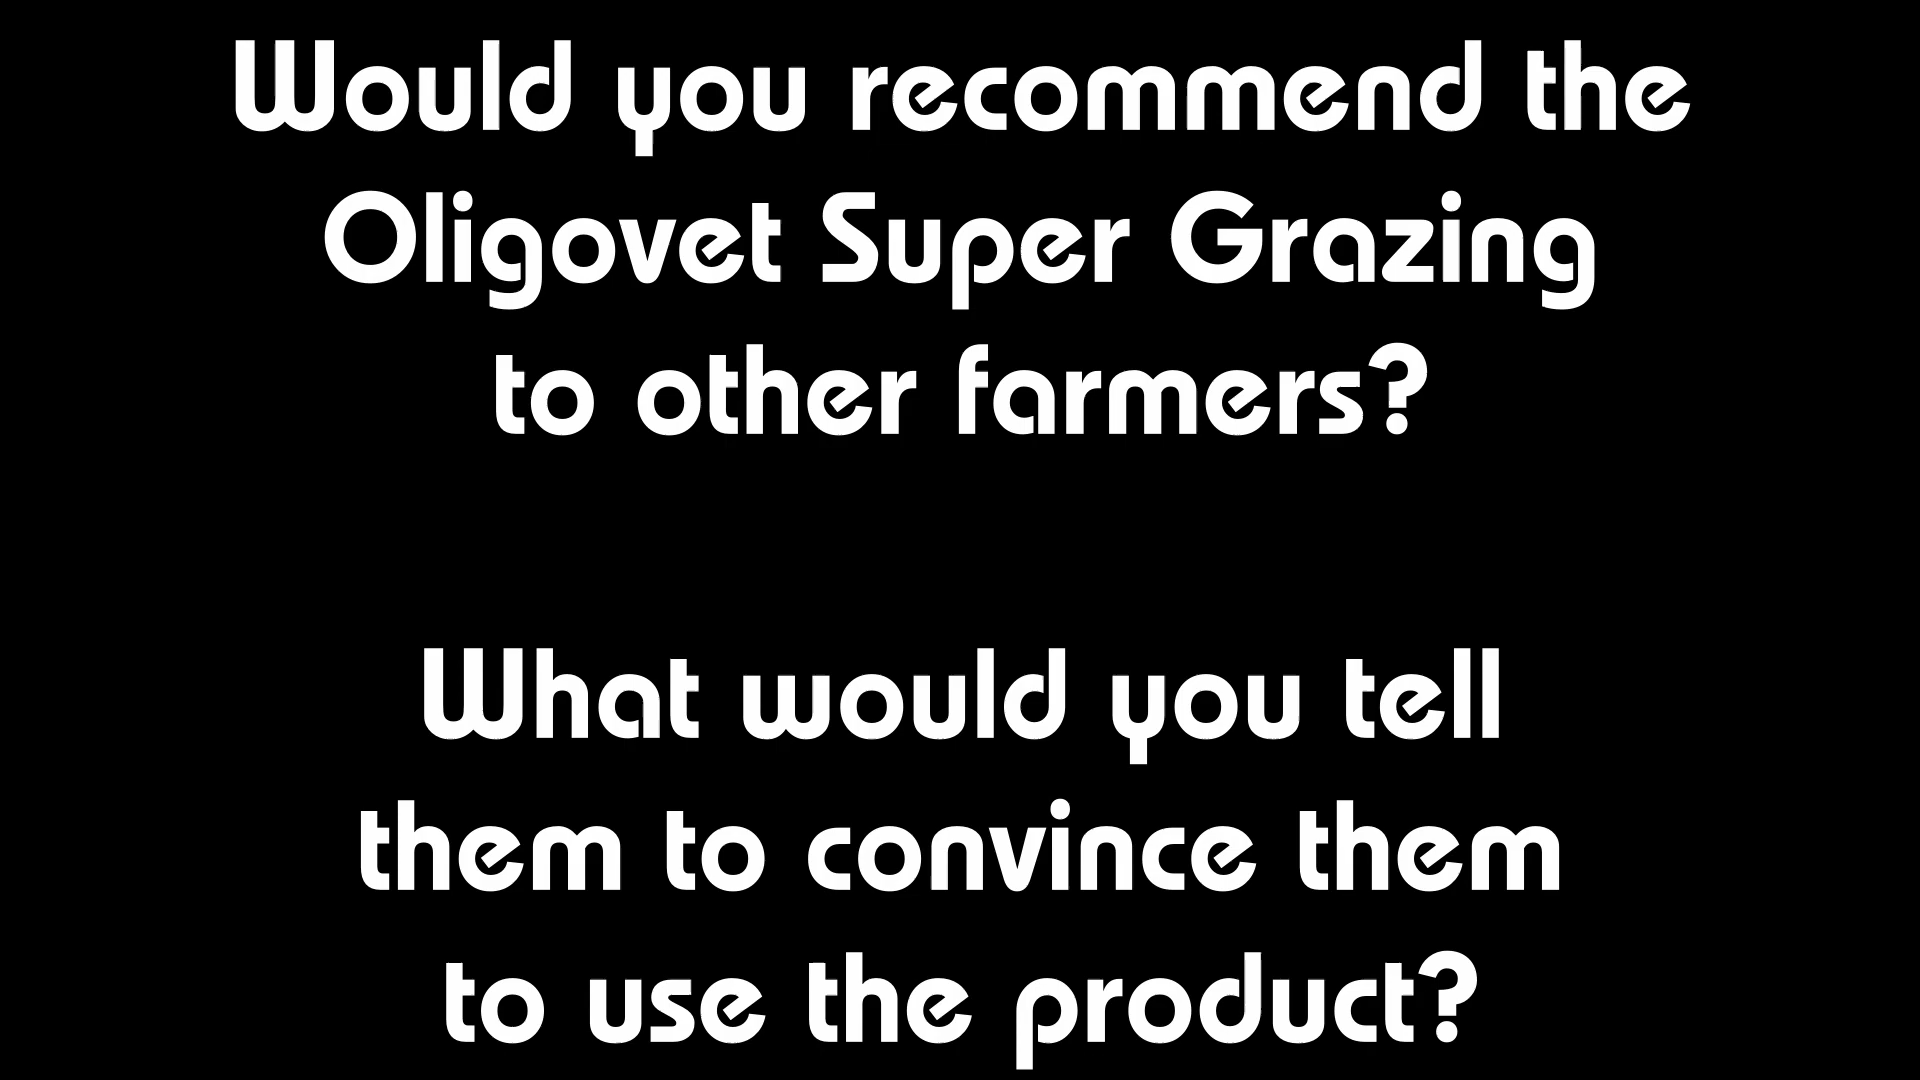 Would you recommend the
Oligovet Super Grazing
to other farmers?
What would you tell
them to convince them
to use the product?